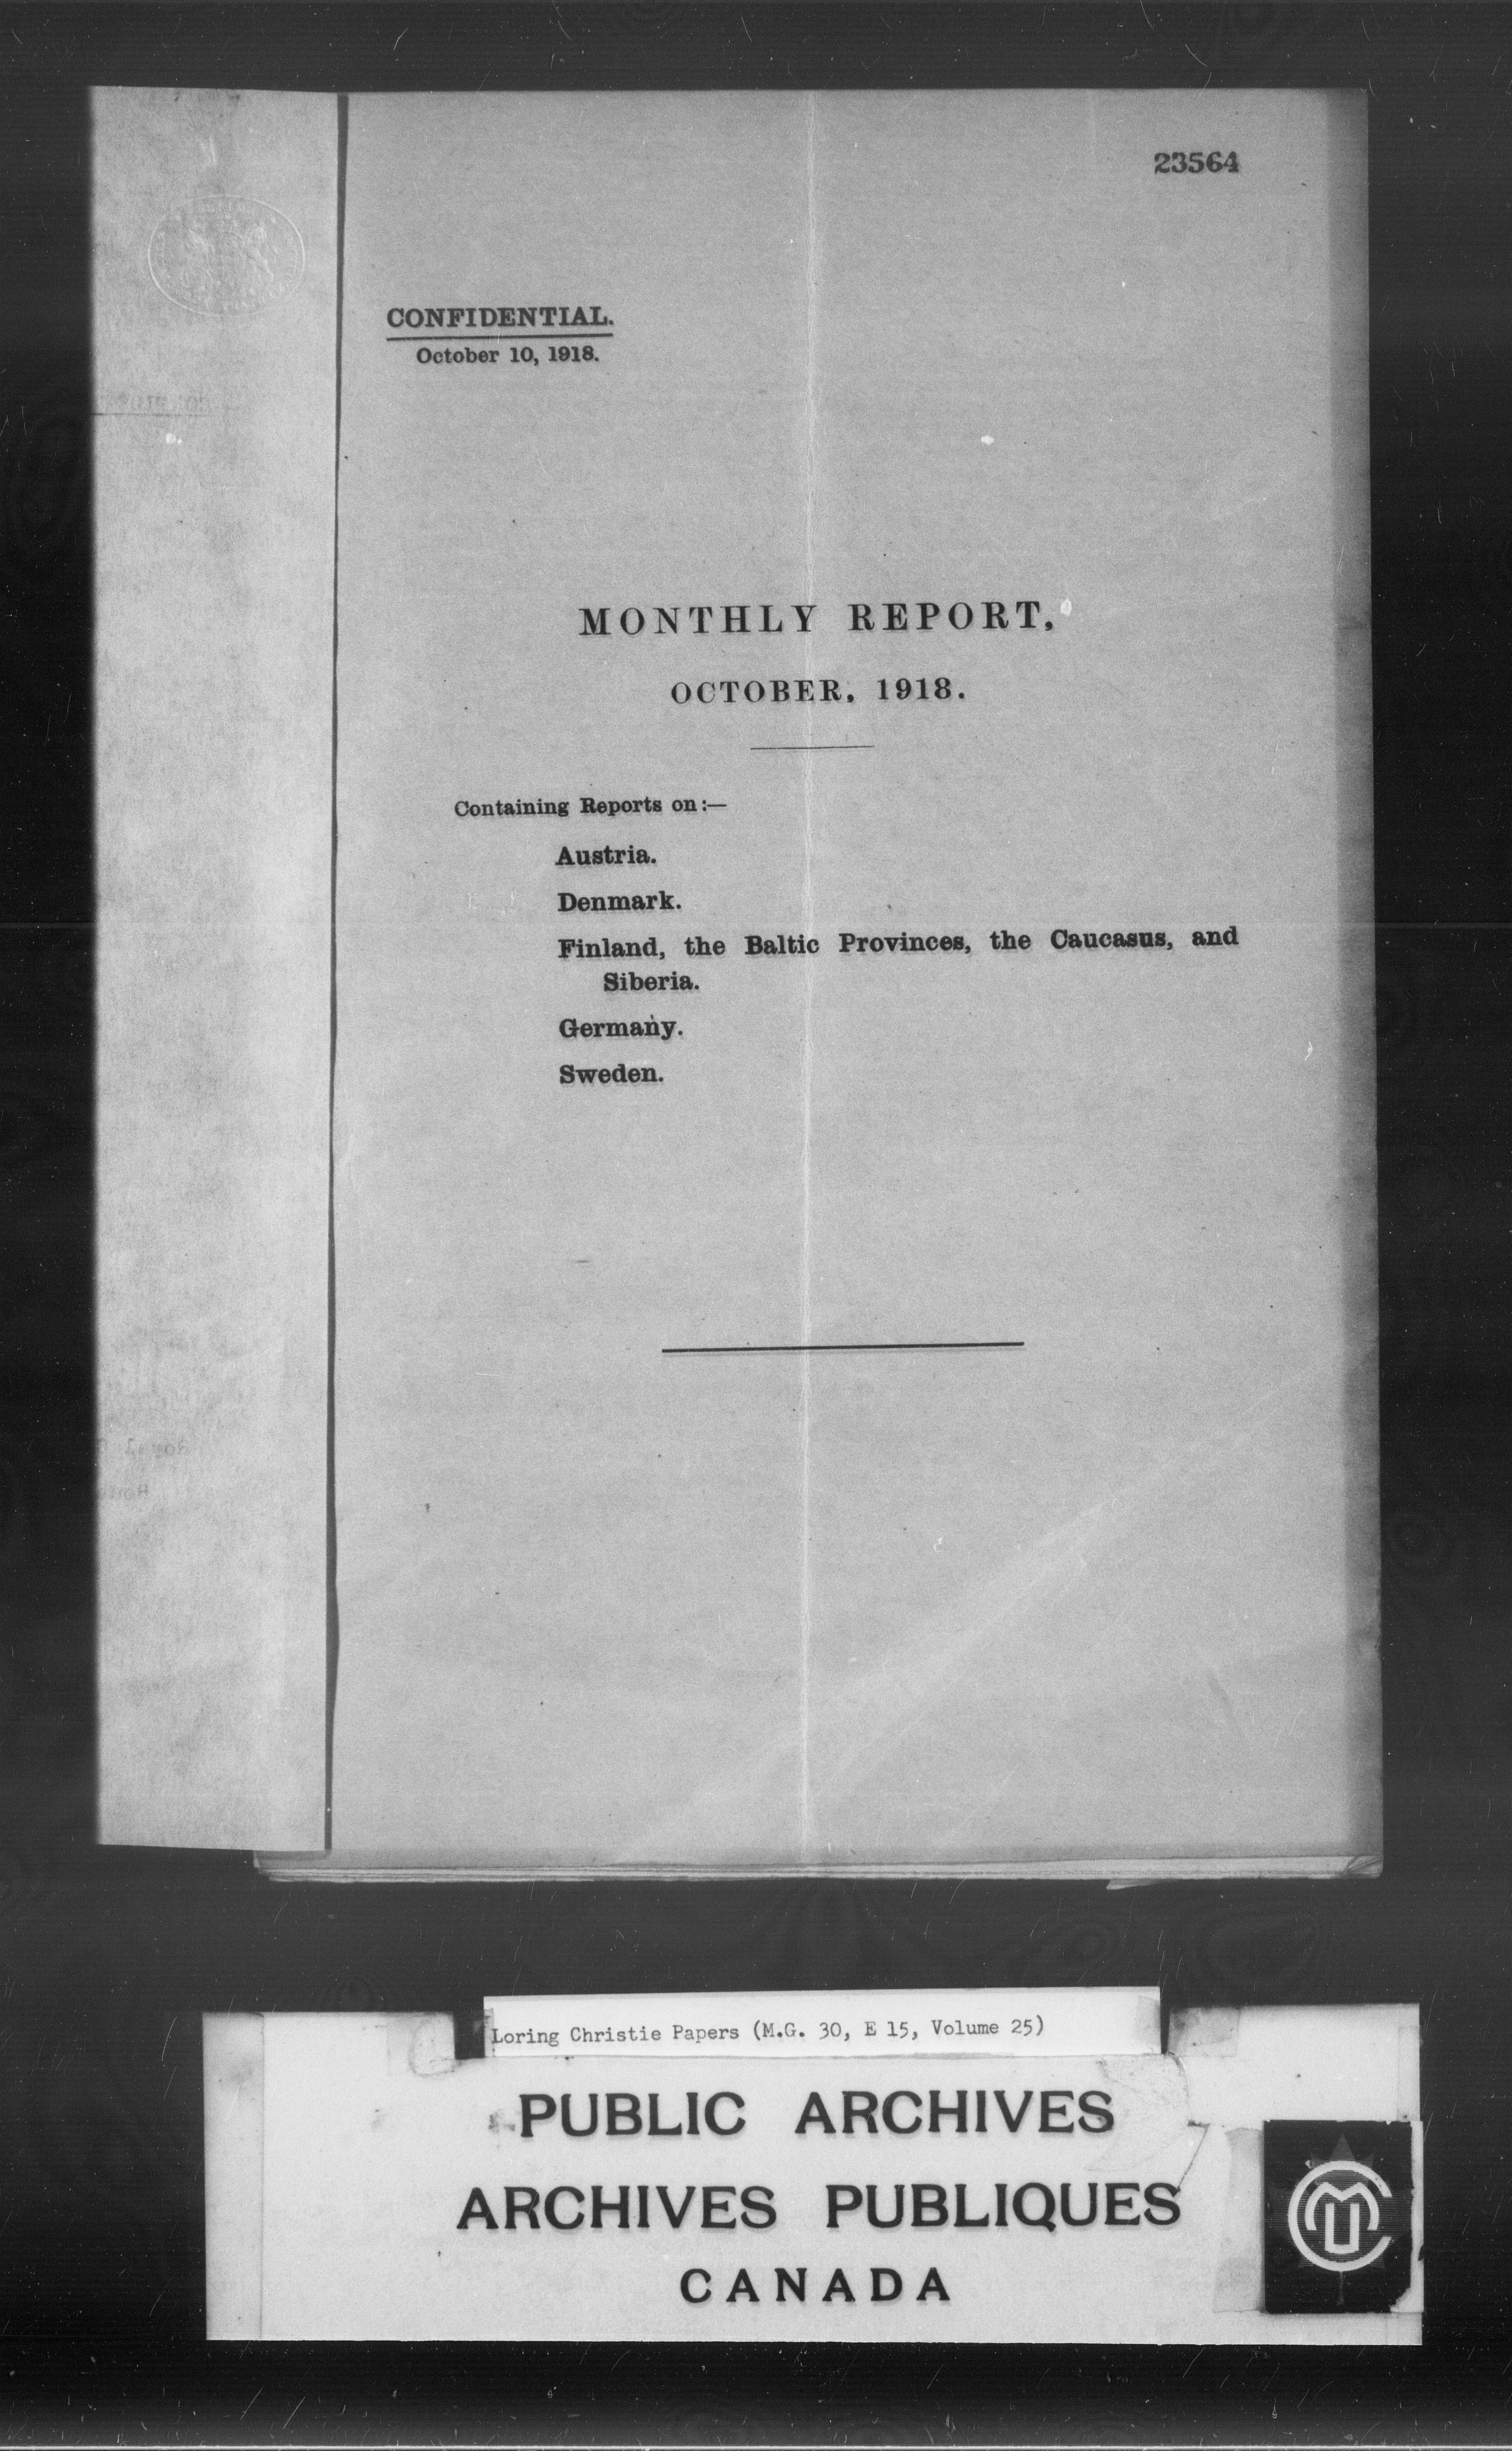 23564
CONFIDENTIAL.
October 10, 1918.
MONTHLY REPORT.
OCTOBER, 1918.
Containing Reports on:—
Austria.
Denmark.
Finland, the Baltic Provinces, the Caucasus, and
Siberia.
Germany.
Sweden.
Loring Christie Papers (M.G. 30, E 15, Volume 25)
PUBLIC ARCHIVES
ARCHIVES PUBLIQUES
CANADA